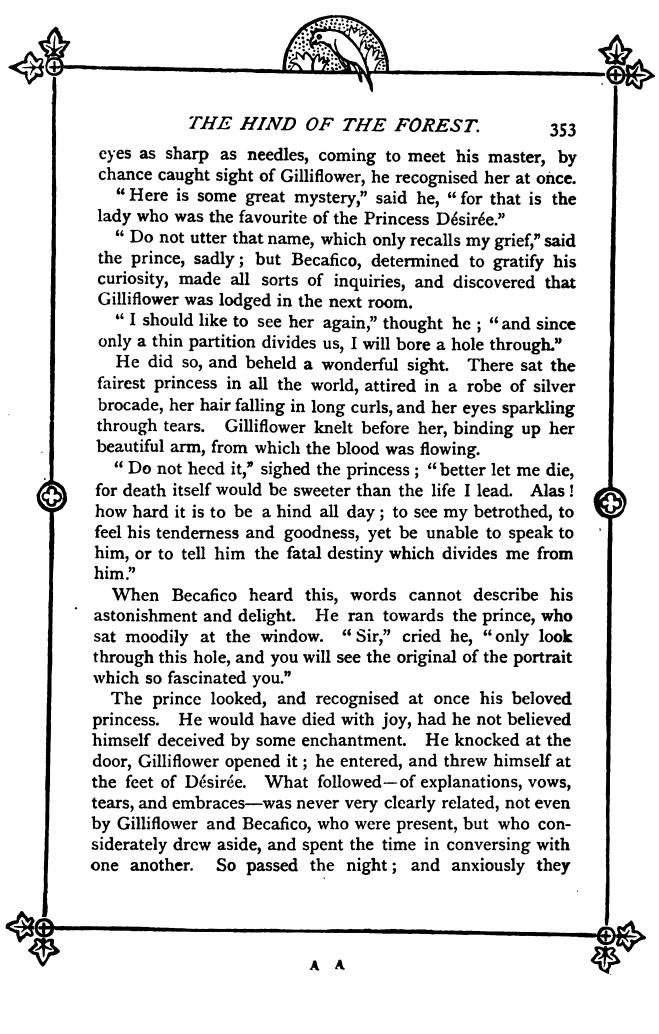 THE HIND OF THE FOREST. 353
eyes as sharp as needles, coming to meet his master, by
chance caught sight of Gilliflower, he recognised her at once.
“Here is some great mystery,” said he, “for that is the
lady who was the favourite of the Princess Désirée.”
“Do not utter that name, which only recalls my grief,” said
the prince, sadly; but Becafico, determined to gratify his
curiosity, made all sorts of inquiries, and discovered that
Gilliflower was lodged in the next room.
“I should like to see her again,” thought he; “and since
only a thin partition divides us, I will bore a hole through.”
He did so, and beheld a wonderful sight. There sat the
fairest princess in all the world, attired in a robe of silver
brocade, her hair falling in long curls, and her eyes sparkling
through tears. Gilliflower knelt before her, binding up her
beautiful arm, from which the blood was flowing.
“Do not heed it,” sighed the princess; “better let me die,
for death itself would be sweeter than the life I lead. Alas!
how hard it is to be a hind all day; to see my betrothed, to
feel his tenderness and goodness, yet be unable to speak to
him, or to tell him the fatal destiny which divides me from
him.”
When Becafico heard this, words cannot describe his
astonishment and delight. He ran towards the prince, who
sat moodily at the window. “Sir,” cried he, “only look
through this hole, and you will see the original of the portrait
which so fascinated you.”
The prince looked, and recognised at once his beloved
princess. He would have died with joy, had he not believed
himself deceived by some enchantment. He knocked at the
door, Gilliflower opened it; he entered, and threw himself at
the feet of Désirée. What followed—of explanations, vows,
tears, and embraces—was never very clearly related, not even
by Gilliflower and Becafico, who were present, but who con-
siderately drew aside, and spent the time in conversing with
one another. So passed the night; and anxiously they
A A